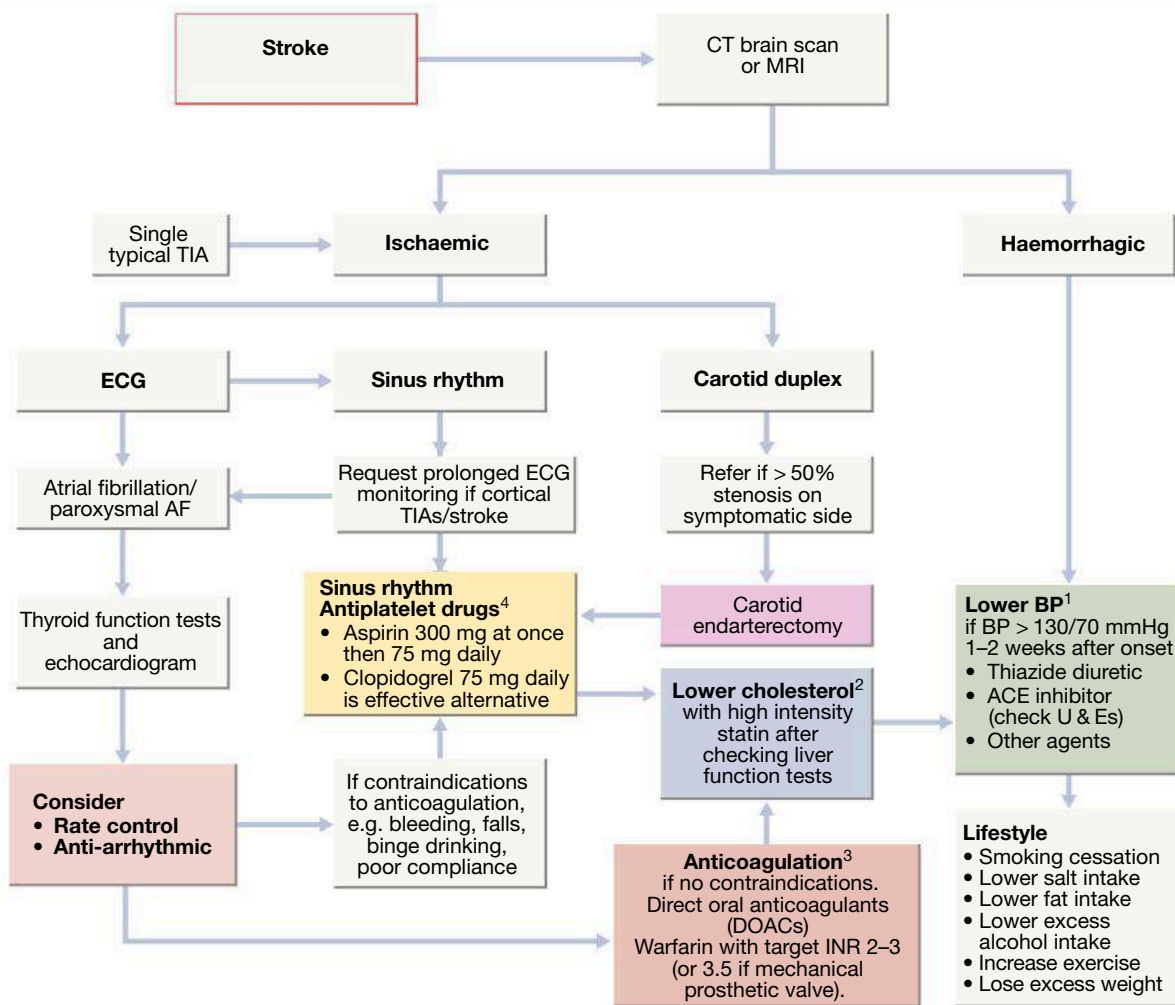 Stroke
CT brain scan
or MRI
Single
typical TIA
Ischaemic
Haemorrhagic
ECG
Sinus rhythm
Carotid duplex
Atrial fibrillation/
paroxysmal AF
Request prolonged ECG
monitoring if cortical
TIAs/stroke
Refer if > 50%
stenosis on
symptomatic side
Thyroid function tests
and
echocardiogram
Sinus rhythm
Antiplatelet drugs⁴
• Aspirin 300 mg at once
then 75 mg daily
• Clopidogrel 75 mg daily
is effective alternative
Carotid
endarterectomy
Lower BP¹
if BP > 130/70 mmHg
1–2 weeks after onset
• Thiazide diuretic
• ACE inhibitor
(check U & Es)
• Other agents
Lower cholesterol²
with high intensity
statin after
checking liver
function tests
Consider
• Rate control
• Anti-arrhythmic
If contraindications
to anticoagulation,
e.g. bleeding, falls,
binge drinking,
poor compliance
Anticoagulation³
if no contraindications.
Direct oral anticoagulants
(DOACs)
Warfarin with target INR 2–3
(or 3.5 if mechanical
prosthetic valve).
Lifestyle
• Smoking cessation
• Lower salt intake
• Lower fat intake
• Lower excess
alcohol intake
• Increase exercise
• Lose excess weight